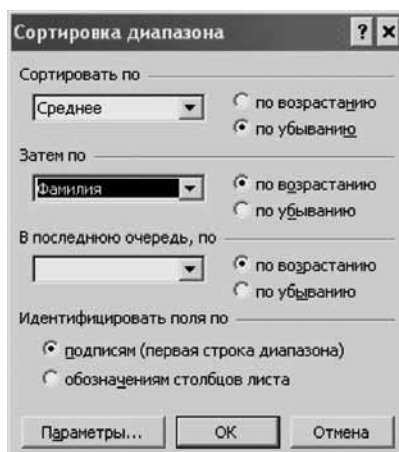 Сортировка диапазона ? ×
Сортировать по
Среднее
по возрастанию
по убыванию
Затем по
Фамилия
по возрастанию
по убыванию
В последнюю очередь, по
по возрастанию
по убыванию
Идентифицировать поля по
подписям (первая строка диапазона)
обозначениям столбцов листа
Параметры... ОК Отмена